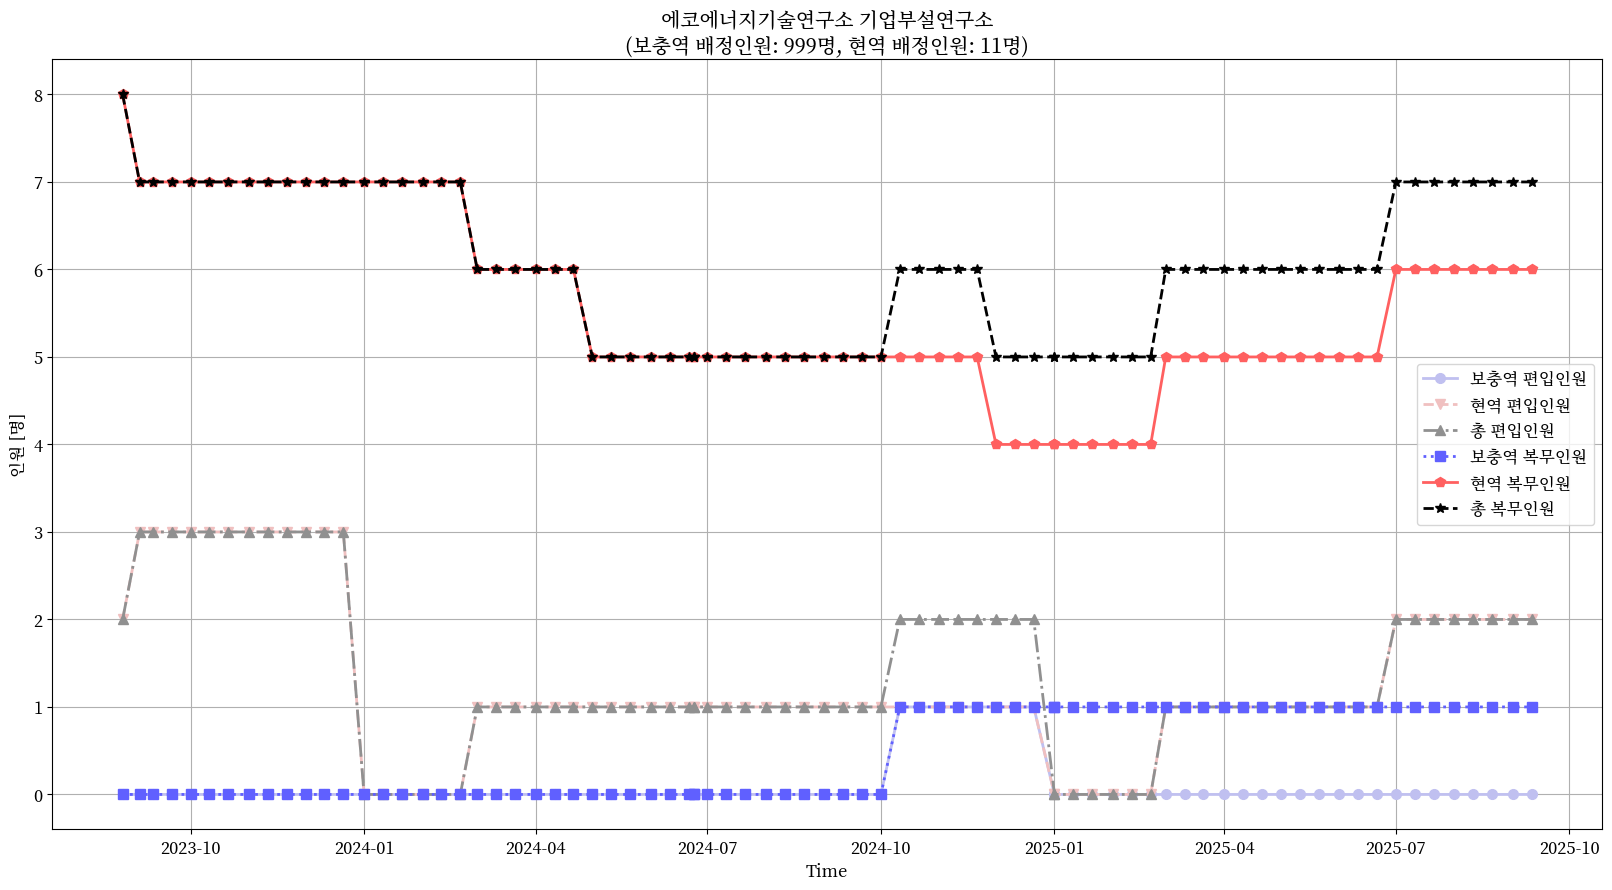 에코에너지기술연구소 기업부설연구소
(보충역 배정인원: 999명, 현역 배정인원: 11명)
인원 [명]
8
7
6
5
4
3
2
1
0
보충역 편입인원
현역 편입인원
총 편입인원
보충역 복무인원
현역 복무인원
총 복무인원
2023-10
2024-01
2024-04
2024-07
2024-10
2025-01
2025-04
2025-07
2025-10
Time